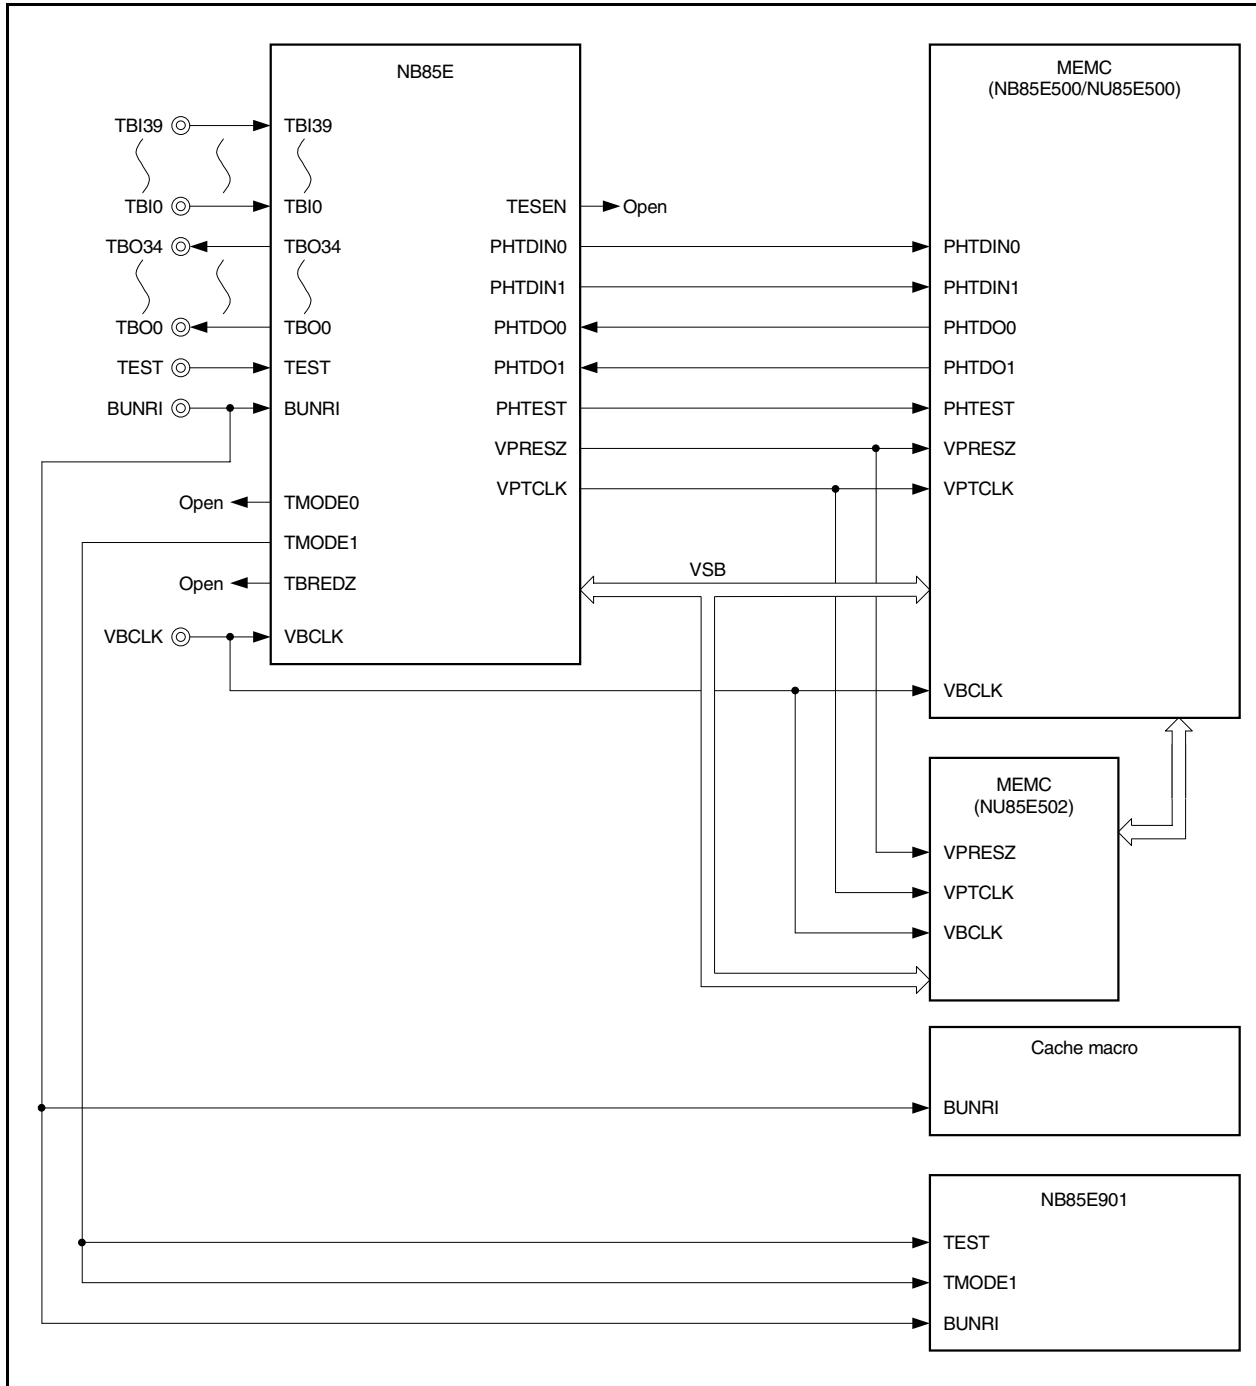 NB85E
TBI39
TBI39
TBI0
TBI0
TBO34
TBO34
TBO0
TBO0
TEST
TEST
BUNRI
BUNRI
Open
TMODE0
TMODE1
Open
TBREDZ
VBCLK
VBCLK
TESEN
Open
PHTDIN0
PHTDIN1
PHTDO0
PHTDO1
PHTEST
VPRESZ
VPTCLK
VSB
MEMC
(NB85E500/NU85E500)
PHTDIN0
PHTDIN1
PHTDO0
PHTDO1
PHTEST
VPRESZ
VPTCLK
VBCLK
MEMC
(NU85E502)
VPRESZ
VPTCLK
VBCLK
Cache macro
BUNRI
NB85E901
TEST
TMODE1
BUNRI